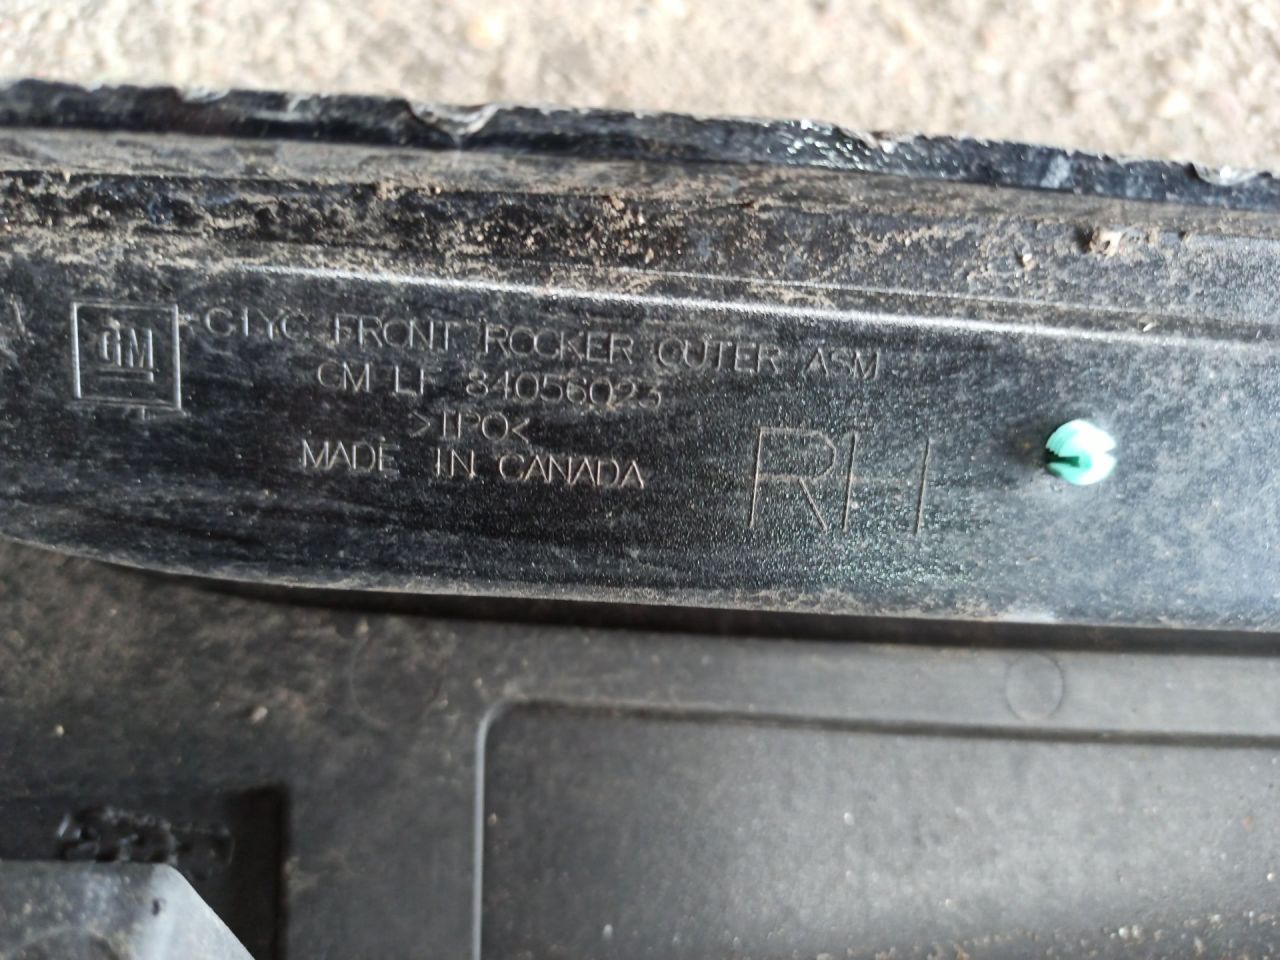 GM
C1YC FRONT ROCKER OUTER ASM
GM LF 84056023
>TPO<
MADE IN CANADA
RH